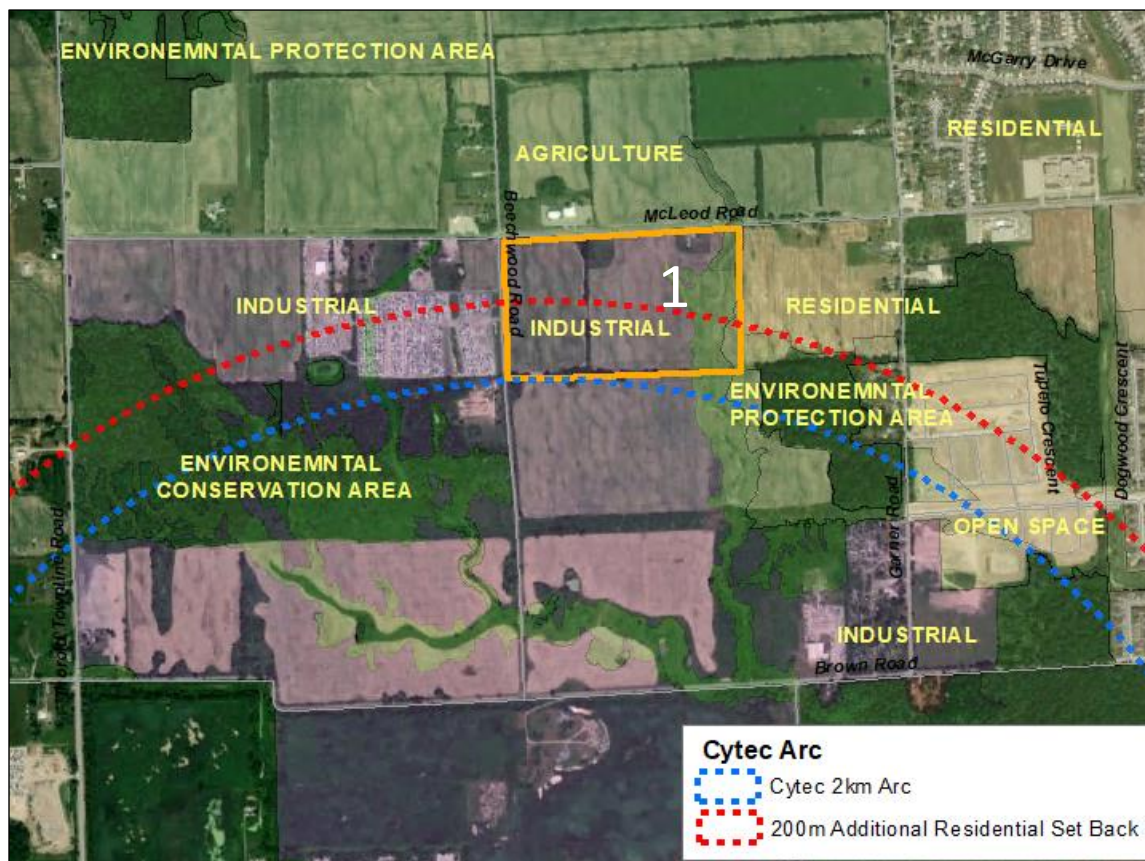 ENVIRONEMNTAL PROTECTION AREA
McGarry Drive
RESIDENTIAL
AGRICULTURE
McLeod Road
Beechwood Road
1
INDUSTRIAL
INDUSTRIAL
RESIDENTIAL
ENVIRONEMNTAL
PROTECTION AREA
Tupelo Crescent
Dogwood Crescent
ENVIRONEMNTAL
CONSERVATION AREA
Garner Road
OPEN SPACE
Townline Road
INDUSTRIAL
Brown Road
Cytec Arc
Cytec 2km Arc
200m Additional Residential Set Back